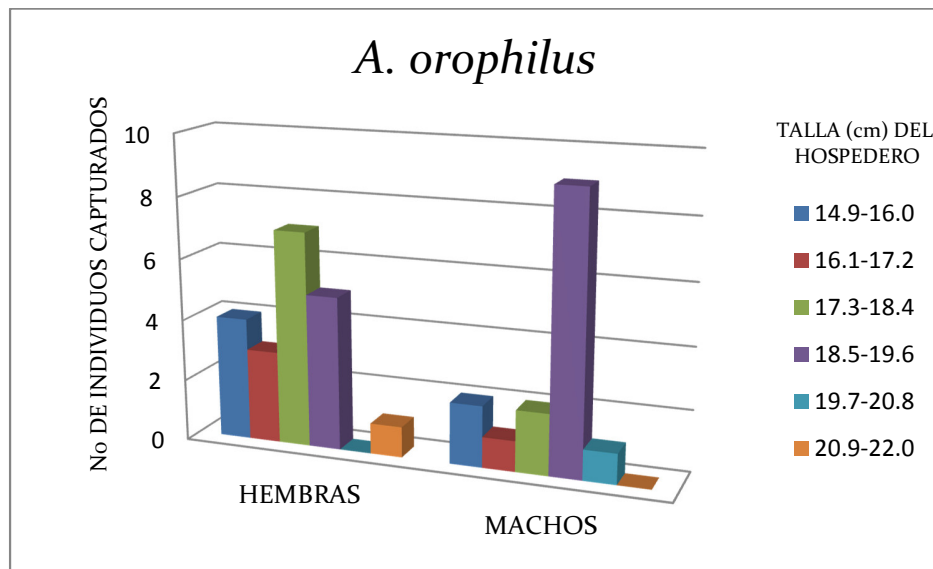 A. orophilus
No DE INDIVIDUOS CAPTURADOS
10
8
6
4
2
0
HEMBRAS
MACHOS
TALLA (cm) DEL
HOSPEDERO
14.9-16.0
16.1-17.2
17.3-18.4
18.5-19.6
19.7-20.8
20.9-22.0